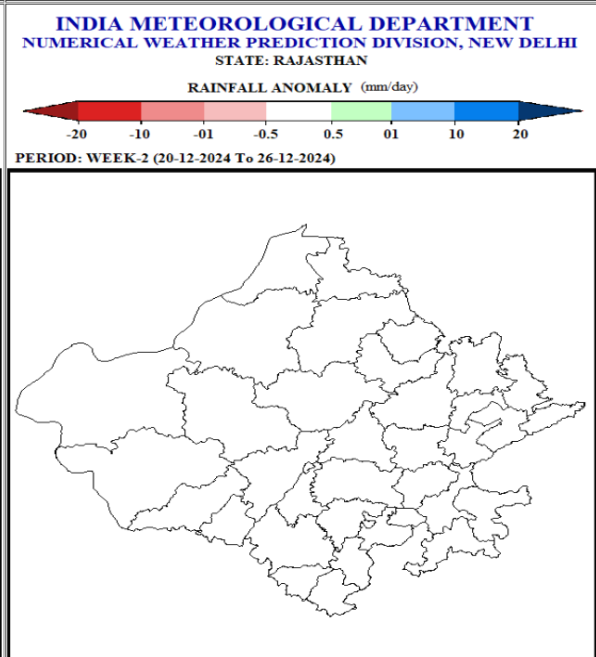 INDIA METEOROLOGICAL DEPARTMENT
NUMERICAL WEATHER PREDICTION DIVISION, NEW DELHI
STATE: RAJASTHAN
RAINFALL ANOMALY (mm/day)
-20 -10 -01 -0.5 0.5 01 10 20
PERIOD: WEEK-2 (20-12-2024 To 26-12-2024)